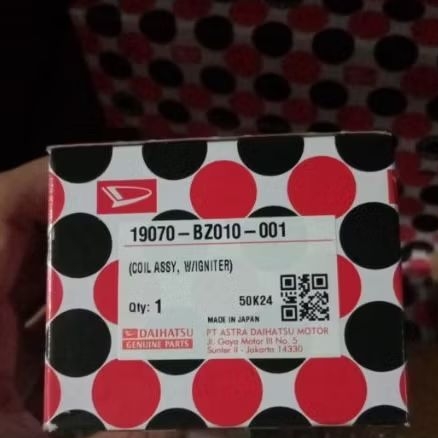 19070-BZ010-001
(COIL ASSY, W/IGNITER)
Qty: 1
50K24
MADE IN JAPAN
DAIHATSU
GENUINE PARTS
PT ASTRA DAIHATSU MOTOR
Jl. Gaya Motor III No. 5
Sunter II - Jakarta 14330